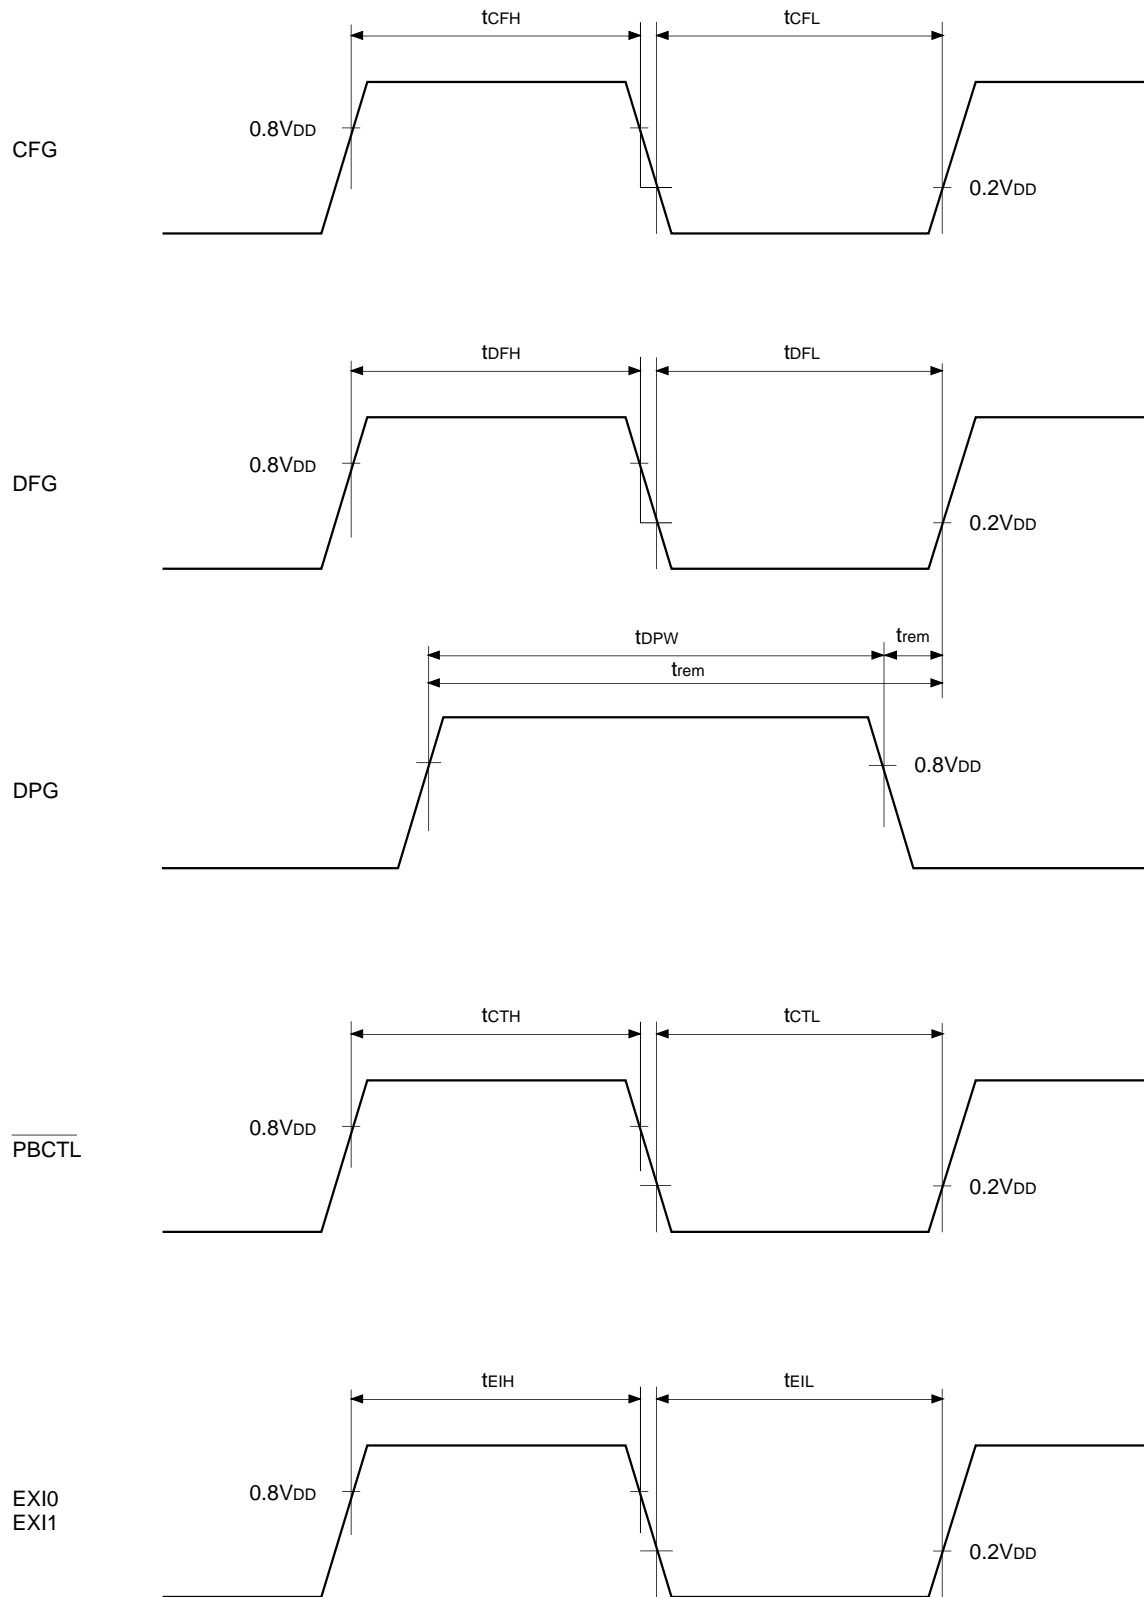 tCFH tCFL
0.8VDD
CFG
0.2VDD
tDFH tDFL
0.8VDD
DFG
0.2VDD
tDPW trem
trem
0.8VDD
DPG
tCTH tCTL
0.8VDD
PBCTL
0.2VDD
tEIH tEIL
0.8VDD
EXI0
EXI1
0.2VDD